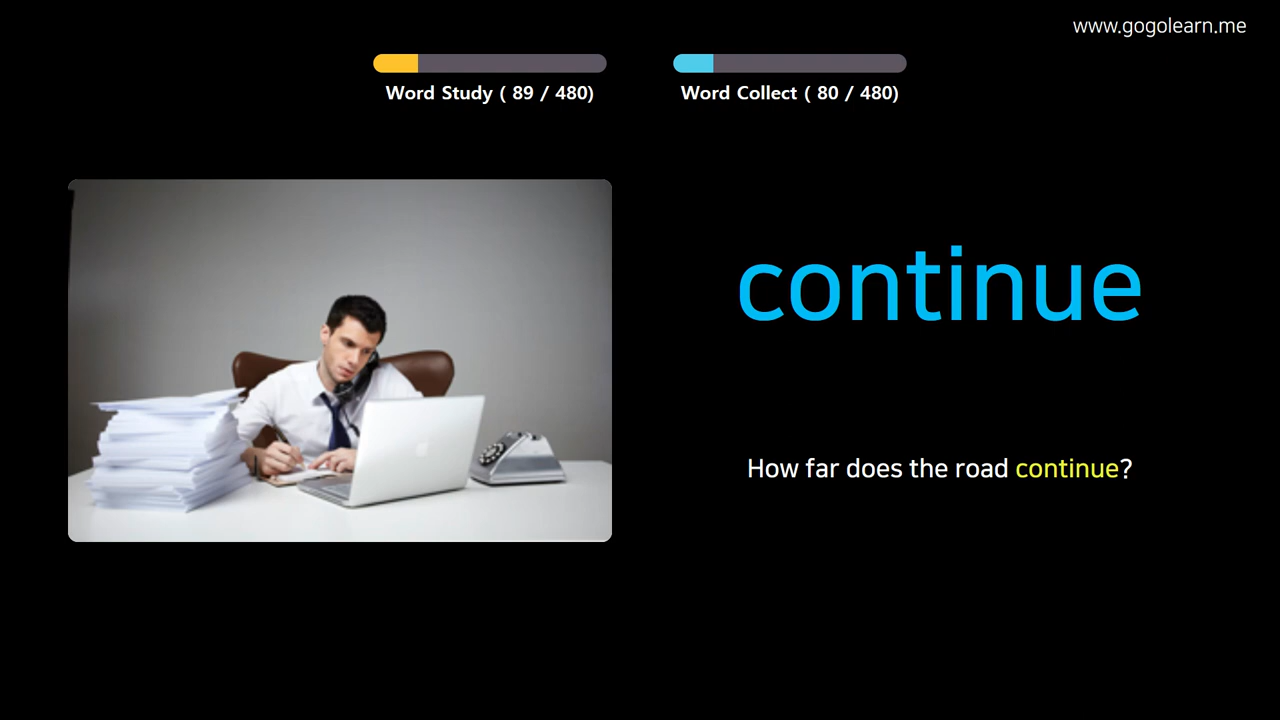 www.gogolearn.me
Word Study ( 89 / 480)
Word Collect ( 80 / 480)
continue
How far does the road continue?